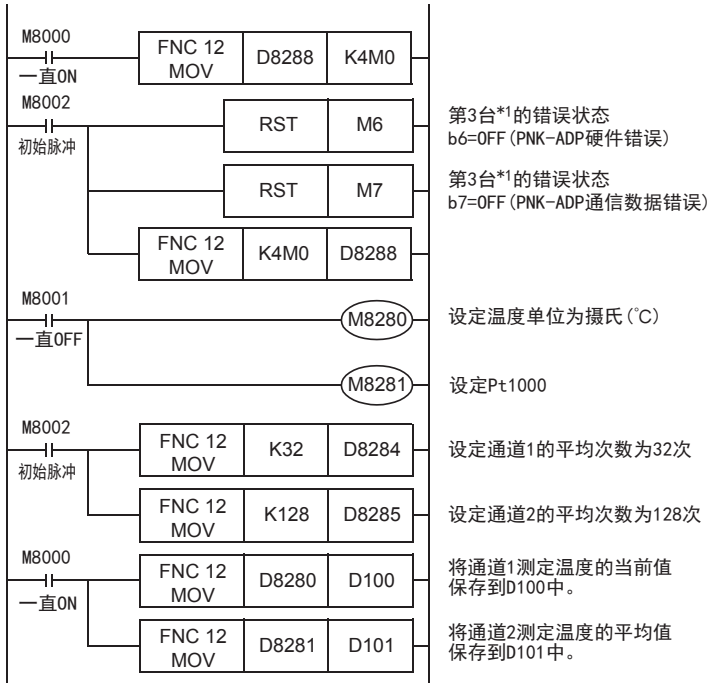 M8000
一直ON
FNC 12
MOV
D8288
K4M0
M8002
初始脉冲
RST
M6
第3台*1的错误状态
b6=OFF(PNK-ADP硬件错误)
RST
M7
第3台*1的错误状态
b7=OFF(PNK-ADP通信数据错误)
FNC 12
MOV
K4M0
D8288
M8001
一直OFF
M8280
设定温度单位为摄氏(℃)
M8281
设定Pt1000
M8002
初始脉冲
FNC 12
MOV
K32
D8284
设定通道1的平均次数为32次
FNC 12
MOV
K128
D8285
设定通道2的平均次数为128次
M8000
一直ON
FNC 12
MOV
D8280
D100
将通道1测定温度的当前值
保存到D100中。
FNC 12
MOV
D8281
D101
将通道2测定温度的平均值
保存到D101中。